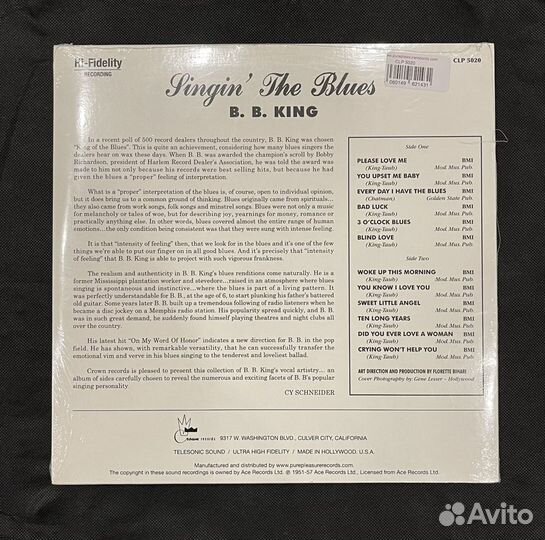 Hi-Fidelity
RECORDING
CLP 5020
CLP 5020
Singin' The Blues
B. B. KING
In a recent poll of 500 record dealers throughout the country, B. B. King was chosen
"King of the Blues". This is quite an achievement, considering how many blues singers the
dealers hear on wax these days. When B. B. was awarded the champion's scroll by Bobby
Richardson, president of Harlem Record Dealer's Association, he was told the award was
made to him not only because his records were best selling hits, but because he had
given the blues a "proper" feeling of interpretation.
What is a "proper" interpretation of the blues is, of course, open to individual opinion,
but it does bring us to a common ground of thinking. Blues originally came from spirituals...
they also came from work songs, folk songs and minstrel songs. Blues were not only a music
for melancholy or tales of woe, but for describing joy, yearnings for money, romance or
practically anything else. In other words, blues covered almost the entire range of human
emotions...the only condition being consistent was that they were sung with intense feeling.
It is that "intensity of feeling" then, that we look for in the blues and it's one of the few
things we're able to put our finger on in all good blues. And it's precisely that "intensity
of feeling" that B. B. King is able to project with such vigorous frankness.
The realism and authenticity in B. B. King's blues renditions come naturally. He is a
former Mississippi plantation worker and stevedore...raised in an atmosphere where blues
singing is spontaneous and instinctive...where the blues is part of a living pattern. It
was perfectly understandable for B. B., at the age of 6, to start plunking his father's battered
old guitar. Some years later B. B. built up a tremendous following of radio listeners when he
became a disc jockey on a Memphis radio station. His popularity spread quickly, and B. B.
was in such great demand, he suddenly found himself playing theatres and night clubs all
over the country.
His latest hit "On My Word Of Honor" indicates a new direction for B. B. in the pop
field. He has shown, with remarkable versatility, that he can successfully transfer the
emotional vim and verve in his blues singing to the tenderest and loveliest ballad.
Crown records is pleased to present this collection of B. B. King's vocal artistry... an
album of sides carefully chosen to reveal the numerous and exciting facets of B. B's popular
singing personality.
CY SCHNEIDER
Side One
PLEASE LOVE ME BMI
(King-Taub) Mod. Mus. Pub.
YOU UPSET ME BABY BMI
(King-Taub) Mod. Mus. Pub.
EVERY DAY I HAVE THE BLUES BMI
(Chatman) Golden State Pub.
BAD LUCK BMI
(King-Taub) Mod. Mus. Pub.
3 O'CLOCK BLUES BMI
(King-Taub) Mod. Mus. Pub.
BLIND LOVE BMI
(King-Taub) Mod. Mus. Pub.
Side Two
WOKE UP THIS MORNING BMI
(King-Taub) Mod. Mus. Pub.
YOU KNOW I LOVE YOU BMI
(King-Taub) Mod. Mus. Pub.
SWEET LITTLE ANGEL BMI
(King-Taub) Mod. Mus. Pub.
TEN LONG YEARS BMI
(King-Taub) Mod. Mus. Pub.
DID YOU EVER LOVE A WOMAN BMI
(King-Taub) Mod. Mus. Pub.
CRYING WON'T HELP YOU BMI
(King-Taub) Mod. Mus. Pub.
ART DIRECTION AND PRODUCTION BY FLORETTE BIHARI
Cover Photography by: Gene Lesser - Hollywood
Crown RECORDS 9317 W. WASHINGTON BLVD., CULVER CITY, CALIFORNIA
TELESONIC SOUND / ULTRA HIGH FIDELITY / MADE IN HOLLYWOOD, U.S.A.
Manufactured and distributed by www.purepleasurerecords.com
The copyright in these sound recordings is owned by Ace Records Ltd., ℗ 1951-57 Ace Records Ltd., Licensed from Ace Records Ltd.
Avito